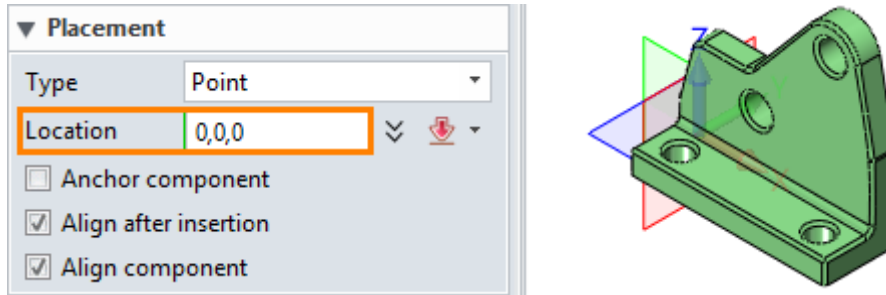 Placement
Type Point
Location 0,0,0
Anchor component
Align after insertion
Align component
Z
Y
X